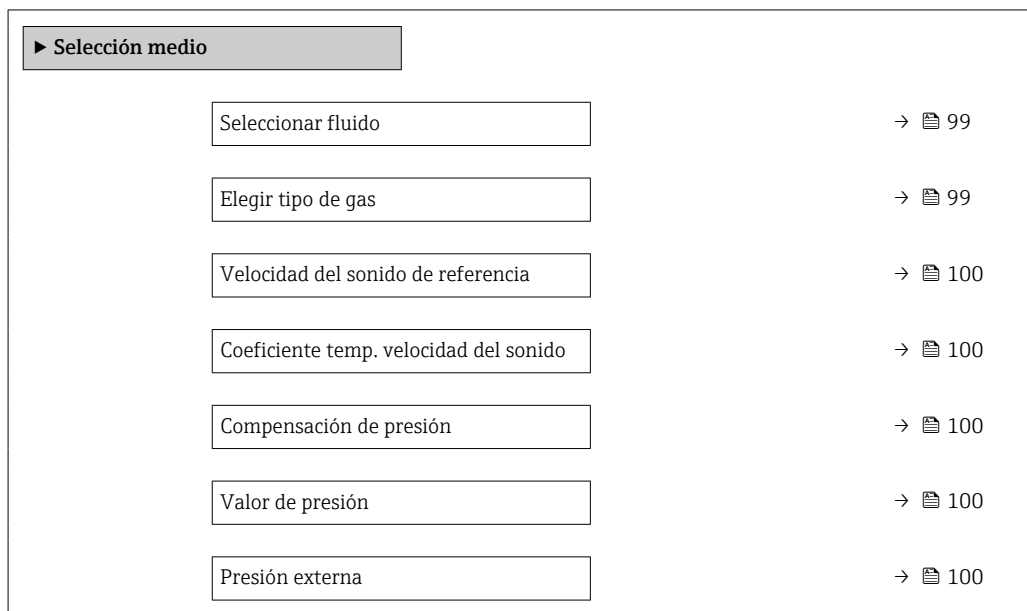 ▶ Selección medio
Seleccionar fluido → 99
Elegir tipo de gas → 99
Velocidad del sonido de referencia → 100
Coeficiente temp. velocidad del sonido → 100
Compensación de presión → 100
Valor de presión → 100
Presión externa → 100